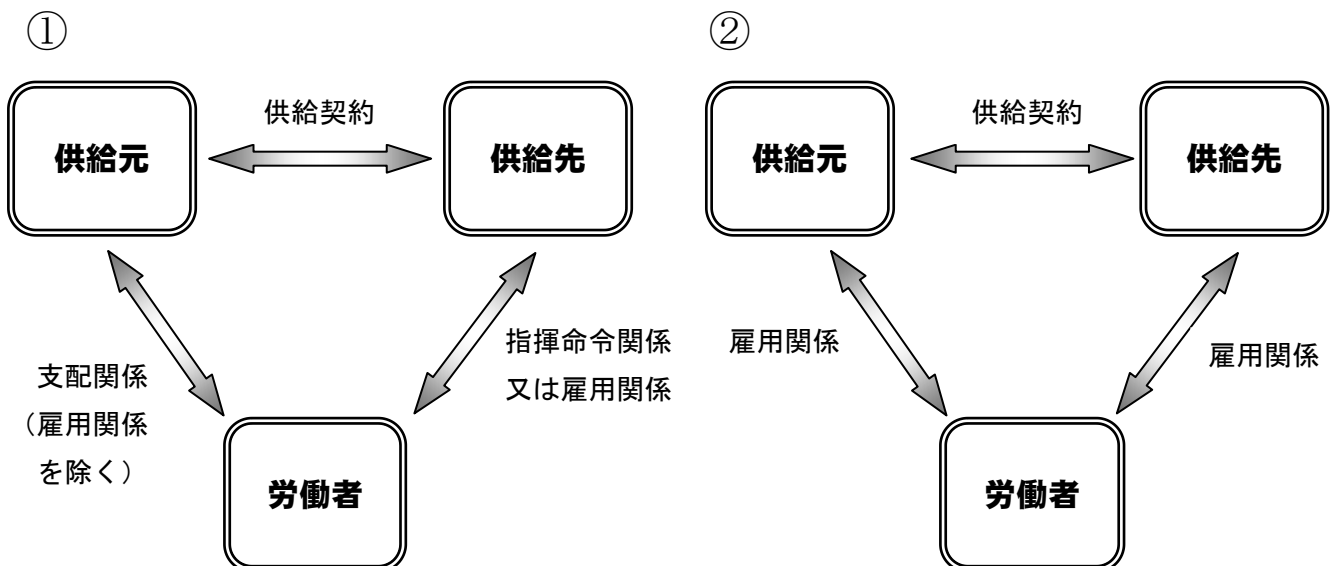 ①
供給元
供給契約
供給先
支配関係
（雇用関係
を除く）
指揮命令関係
又は雇用関係
労働者
②
供給元
供給契約
供給先
雇用関係
雇用関係
労働者